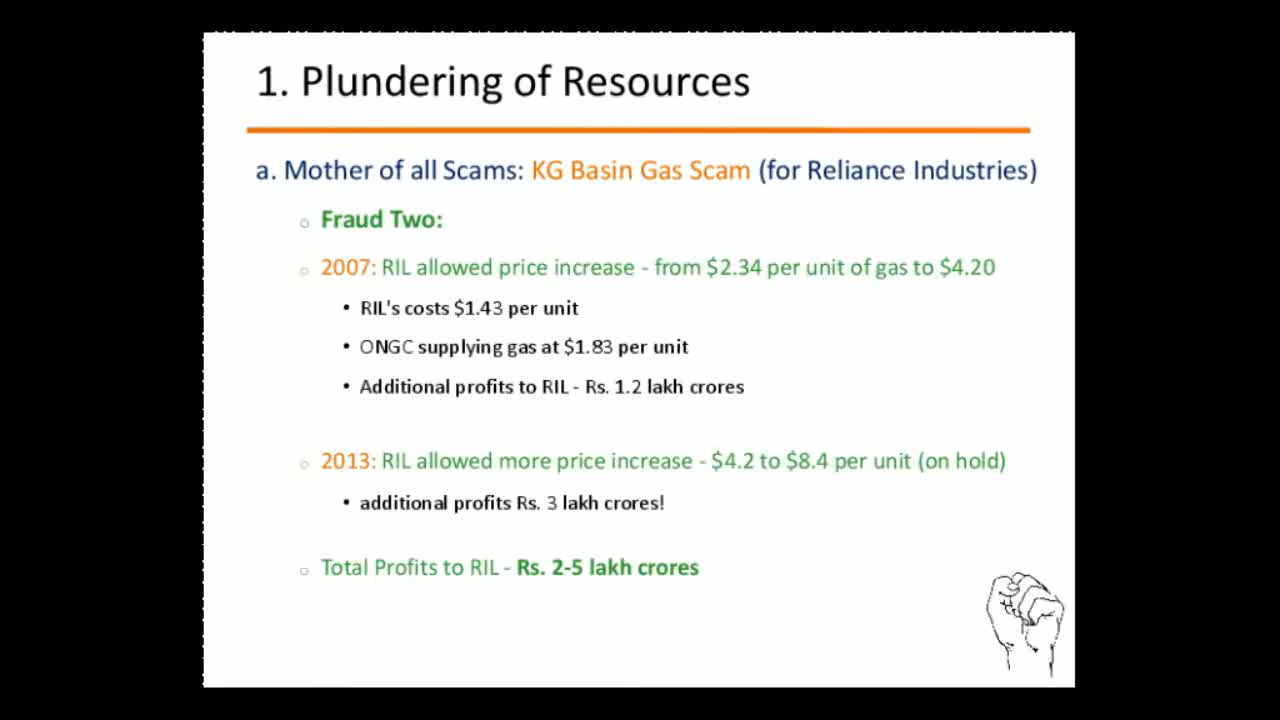 1. Plundering of Resources
a. Mother of all Scams: KG Basin Gas Scam (for Reliance Industries)
Fraud Two:
2007: RIL allowed price increase - from $2.34 per unit of gas to $4.20
• RIL's costs $1.43 per unit
• ONGC supplying gas at $1.83 per unit
• Additional profits to RIL - Rs. 1.2 lakh crores
2013: RIL allowed more price increase - $4.2 to $8.4 per unit (on hold)
• additional profits Rs. 3 lakh crores!
Total Profits to RIL - Rs. 2-5 lakh crores